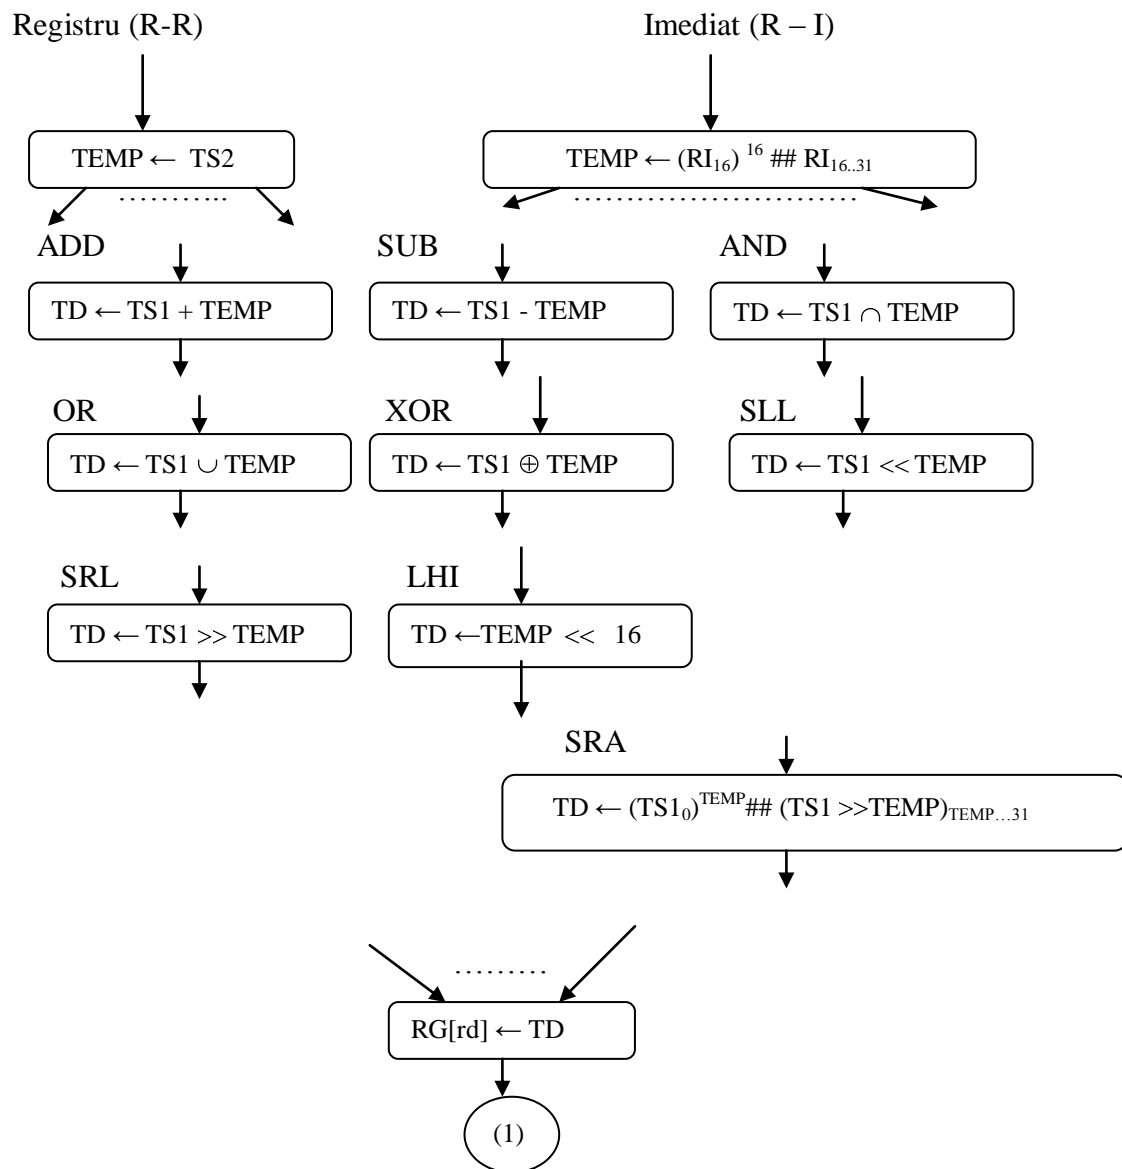 Registru (R-R)
Imediat (R – I)
TEMP ← TS2
TEMP ← (RI₁₆) ¹⁶ ## RI₁₆..₃₁
ADD
SUB
AND
TD ← TS1 + TEMP
TD ← TS1 - TEMP
TD ← TS1 ∩ TEMP
OR
XOR
SLL
TD ← TS1 ∪ TEMP
TD ← TS1 ⊕ TEMP
TD ← TS1 << TEMP
SRL
LHI
TD ← TS1 >> TEMP
TD ←TEMP << 16
SRA
TD ← (TS1₀)^TEMP## (TS1 >>TEMP)_TEMP…31
RG[rd] ← TD
(1)